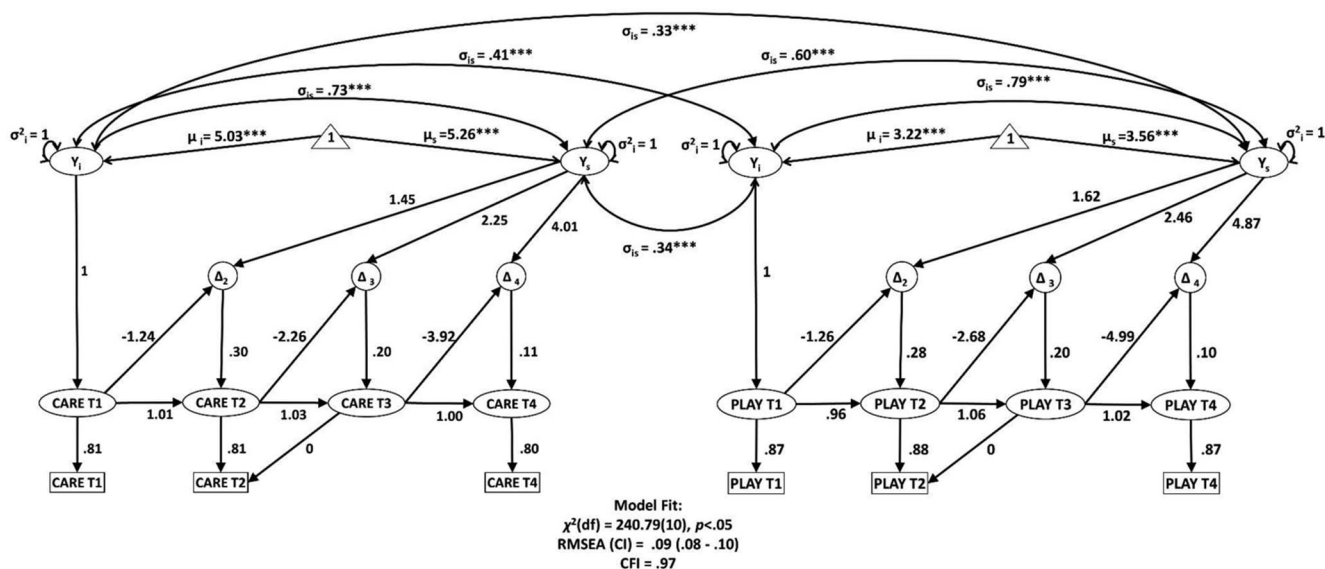 σis = .33***
σis = .41***
σis = .60***
σis = .73***
σis = .79***
σ²i = 1
μ i = 5.03***
1
μs = 5.26***
σ²i = 1
σ²i = 1
μ i = 3.22***
1
μs = 3.56***
σ²i = 1
Yi
Ys
Yi
Ys
1.45
2.25
4.01
σis = .34***
1.62
2.46
4.87
1
Δ2
Δ3
Δ4
1
Δ2
Δ3
Δ4
-1.24
.30
-2.26
.20
-3.92
.11
-1.26
.28
-2.68
.20
-4.99
.10
CARE T1
1.01
CARE T2
1.03
CARE T3
1.00
CARE T4
PLAY T1
.96
PLAY T2
1.06
PLAY T3
1.02
PLAY T4
.81
.81
0
.80
.87
.88
0
.87
CARE T1
CARE T2
CARE T4
PLAY T1
PLAY T2
PLAY T4
Model Fit:
χ²(df) = 240.79(10), p<.05
RMSEA (CI) = .09 (.08 - .10)
CFI = .97